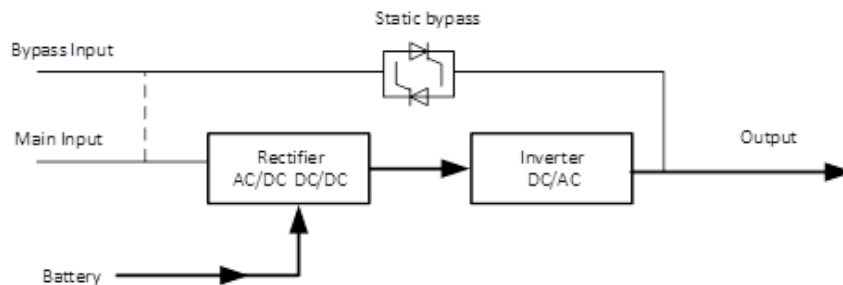 Static bypass
Bypass Input
Main Input
Rectifier
AC/DC DC/DC
Inverter
DC/AC
Output
Battery